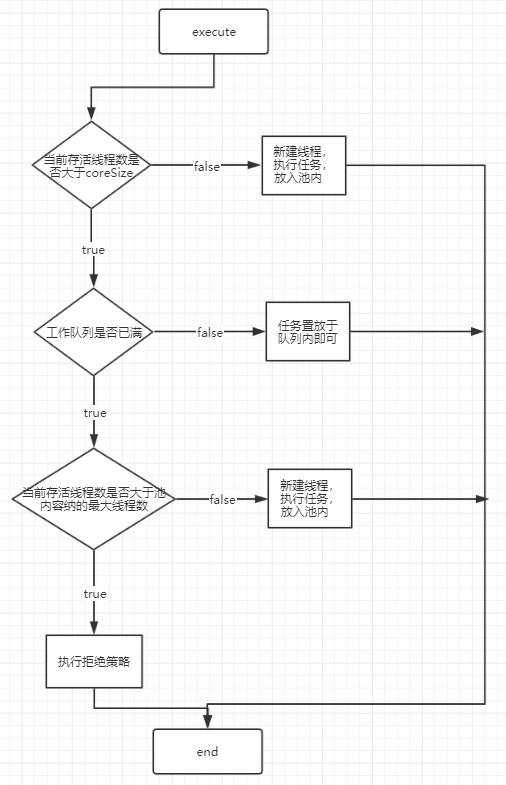 execute
当前存活线程数是
否大于coreSize
false
新建线程，
执行任务，
放入池内
true
工作队列是否已满
false
任务置放于
队列内即可
true
当前存活线程数是否大于池
内容纳的最大线程数
false
新建线程，
执行任务，
放入池内
true
执行拒绝策略
end